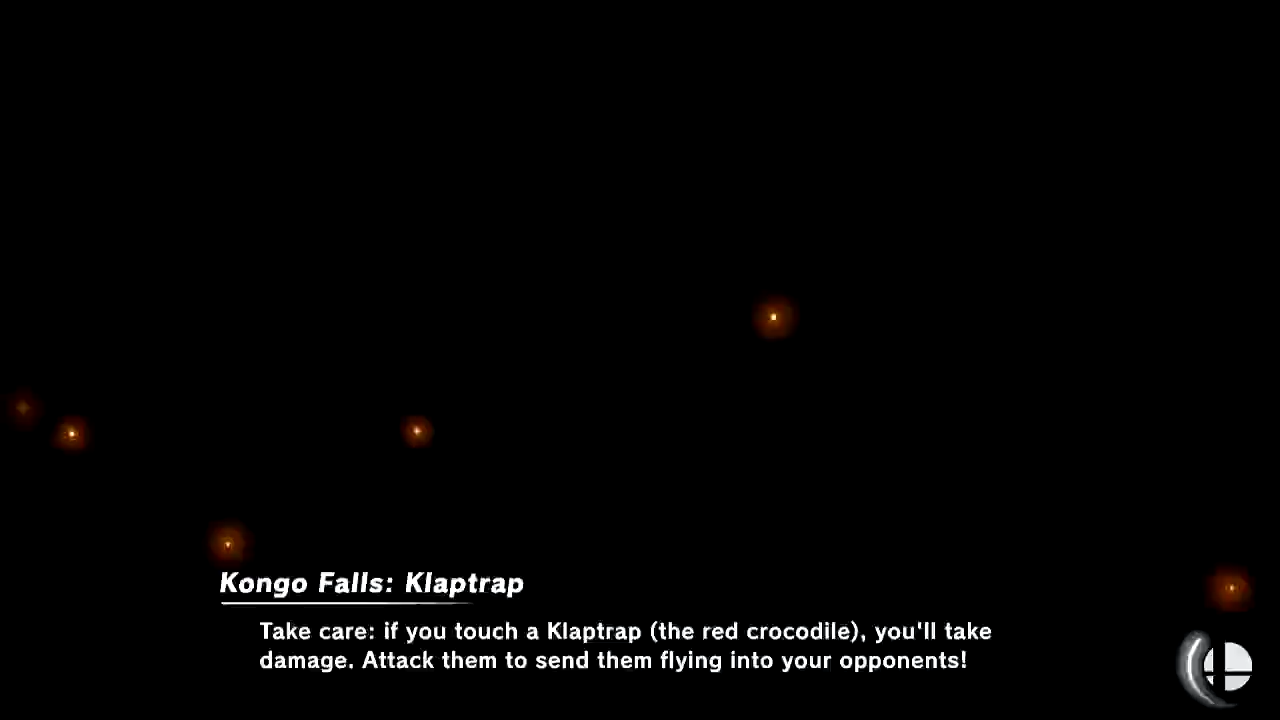 Kongo Falls: Klaptrap
Take care: if you touch a Klaptrap (the red crocodile), you'll take
damage. Attack them to send them flying into your opponents!